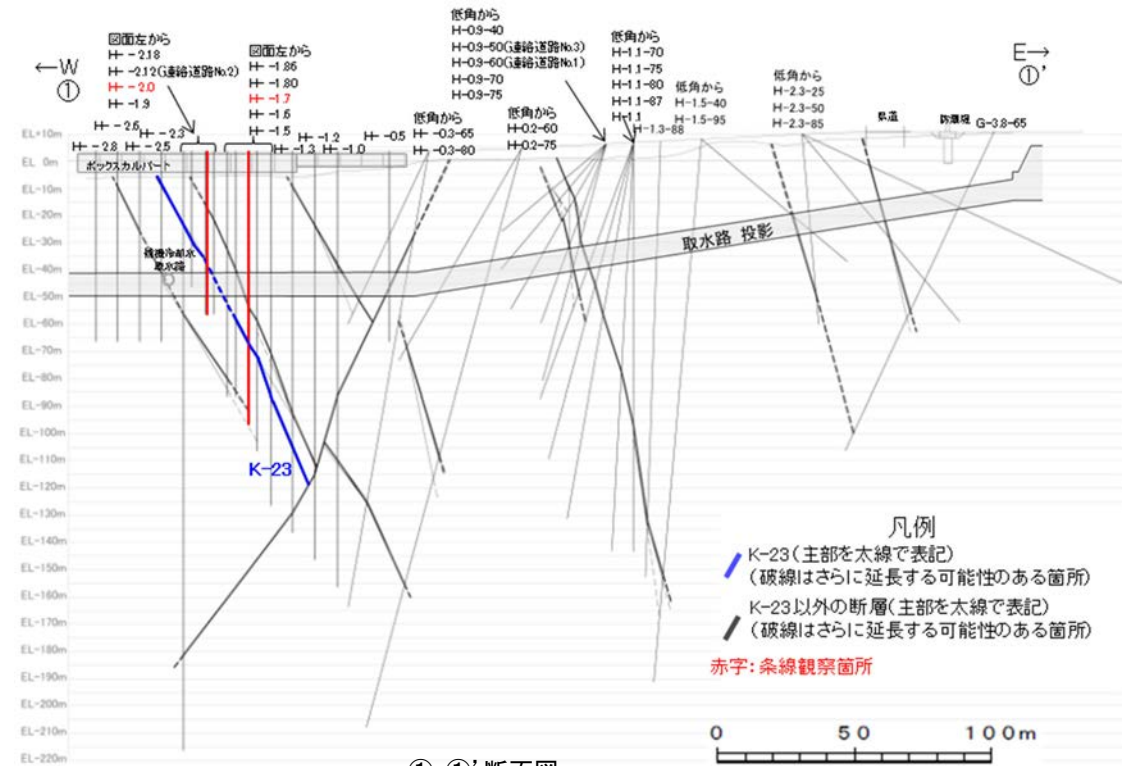 ←W
①
図面左から
H- -2.18
H- -2.12(連絡道路No.2)
H- -2.0
H- -1.9
図面左から
H- -1.85
H- -1.80
H- -1.7
H- -1.6
H- -1.5
低角から
H-0.9-40
H-0.9-50(連絡道路No.3)
H-0.9-60(連絡道路No.1)
H-0.9-70
H-0.9-75
低角から
H-1.1-70
H-1.1-75
H-1.1-80
H-1.1-87
H-1.1
低角から
H-1.5-40
H-1.5-95
低角から
H-2.3-25
H-2.3-50
H-2.3-85
E→
①'
県道
防潮堤
G-3.8-65
H- -2.6
H- -2.3
H- -2.8
H- -2.5
H- -1.2
H- -1.3
H- -1.0
H- -0.5
低角から
H- -0.3-65
H- -0.3-80
低角から
H-0.2-60
H-0.2-75
H-1.3-88
ボックスカルバート
補機冷却水
取水路
取水路 投影
K-23
EL+10m
EL 0m
EL-10m
EL-20m
EL-30m
EL-40m
EL-50m
EL-60m
EL-70m
EL-80m
EL-90m
EL-100m
EL-110m
EL-120m
EL-130m
EL-140m
EL-150m
EL-160m
EL-170m
EL-180m
EL-190m
EL-200m
EL-210m
EL-220m
凡例
K-23(主部を太線で表記)
(破線はさらに延長する可能性のある箇所)
K-23以外の断層(主部を太線で表記)
(破線はさらに延長する可能性のある箇所)
赤字:条線観察箇所
0 50 100m
①-①'断面図